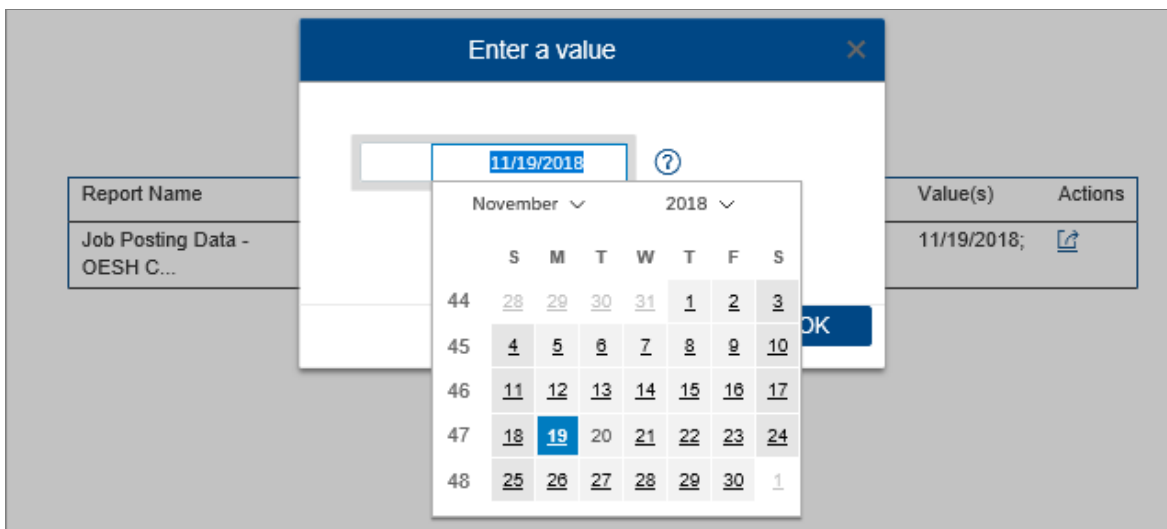 Enter a value ×
11/19/2018 ?
Report Name Value(s) Actions
Job Posting Data -
OESH C...
11/19/2018;
November 2018
S M T W T F S
44 28 29 30 31 1 2 3
45 4 5 6 7 8 9 10
46 11 12 13 14 15 16 17
47 18 19 20 21 22 23 24
48 25 26 27 28 29 30 1
OK